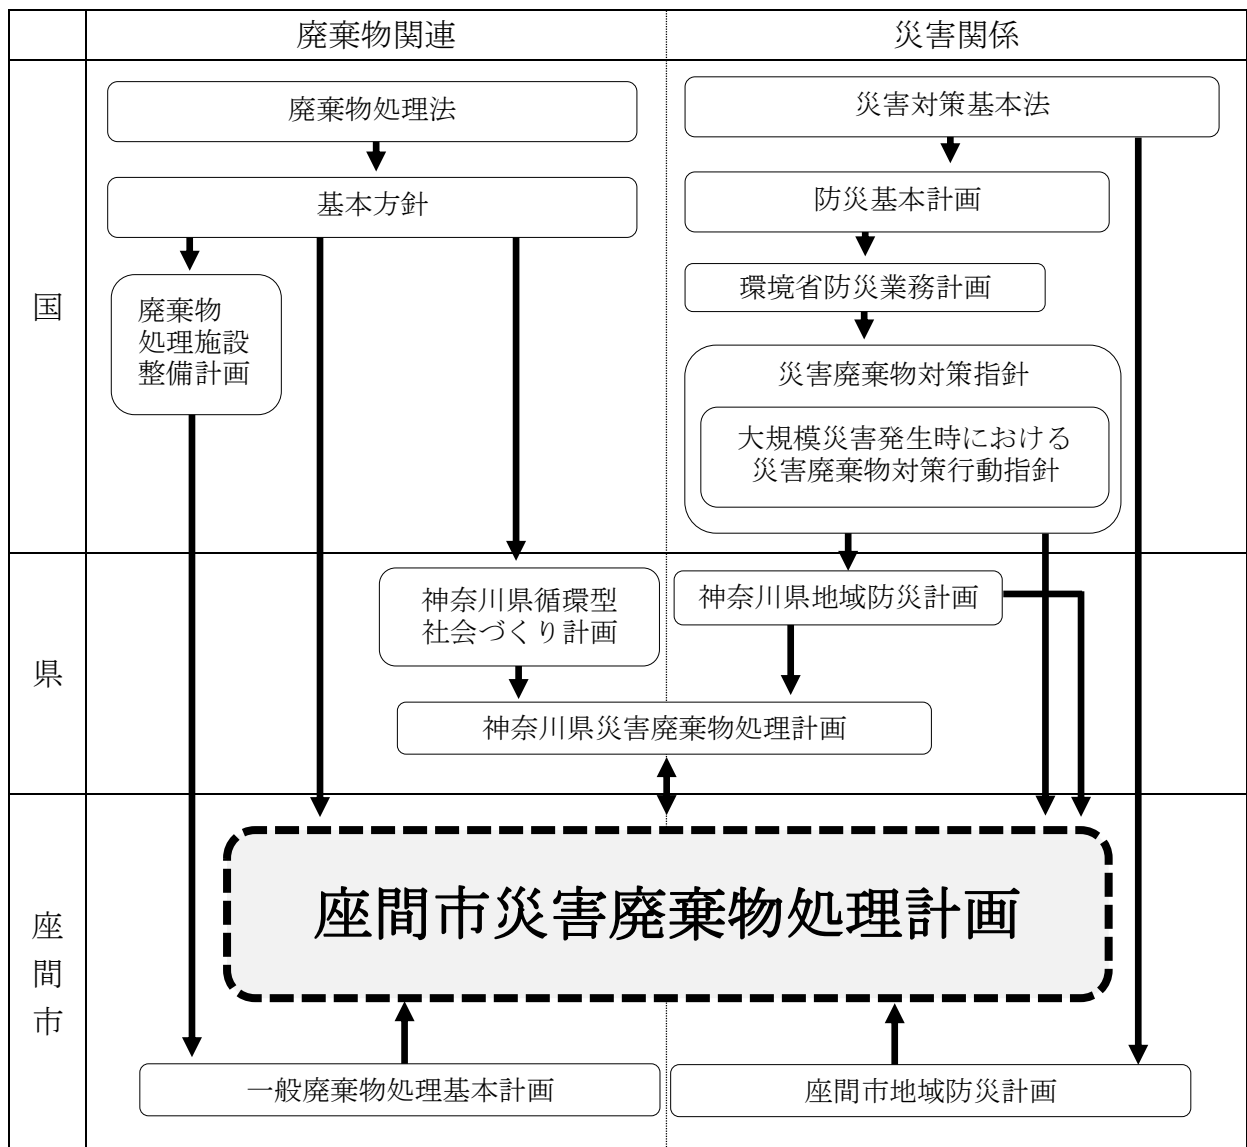 廃棄物関連
災害関係
国
廃棄物処理法
基本方針
廃棄物
処理施設
整備計画
災害対策基本法
防災基本計画
環境省防災業務計画
災害廃棄物対策指針
大規模災害発生時における
災害廃棄物対策行動指針
県
神奈川県循環型
社会づくり計画
神奈川県地域防災計画
神奈川県災害廃棄物処理計画
座間市
座間市災害廃棄物処理計画
一般廃棄物処理基本計画
座間市地域防災計画